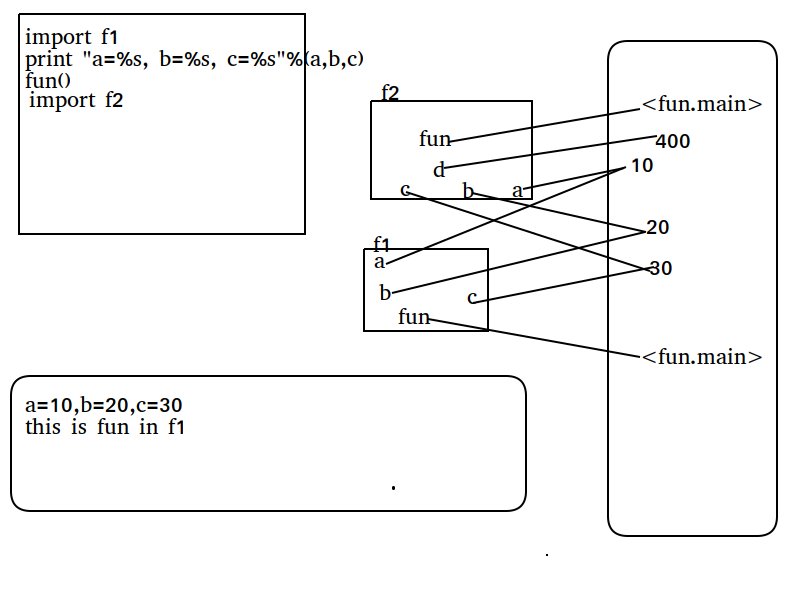 import f1
print "a=%s, b=%s, c=%s"%(a,b,c)
fun()
import f2
f2
fun
d
c b a
f1
a
b
c
fun
<fun.main>
400
10
20
30
<fun.main>
a=10,b=20,c=30
this is fun in f1